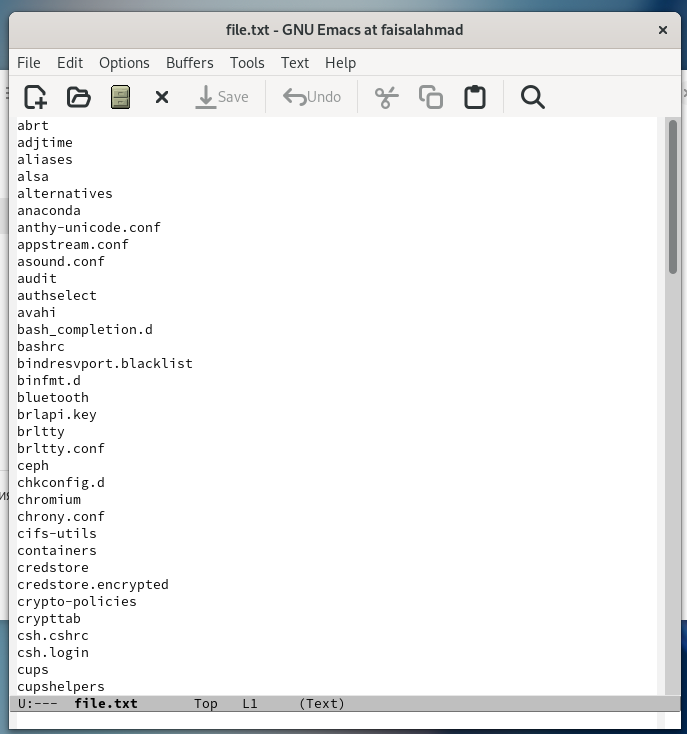 file.txt - GNU Emacs at faisalahmad
File Edit Options Buffers Tools Text Help
Save Undo
abrt
adjtime
aliases
alsa
alternatives
anaconda
anthy-unicode.conf
appstream.conf
asound.conf
audit
authselect
avahi
bash_completion.d
bashrc
bindresvport.blacklist
binfmt.d
bluetooth
brlapi.key
brltty
brltty.conf
ceph
chkconfig.d
chromium
chrony.conf
cifs-utils
containers
credstore
credstore.encrypted
crypto-policies
crypttab
csh.cshrc
csh.login
cups
cupshelpers
U:--- file.txt Top L1 (Text)